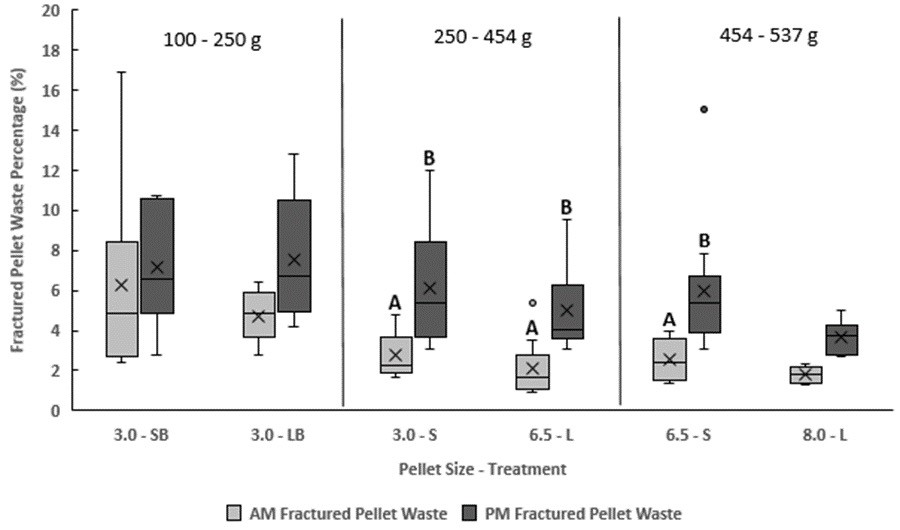 Fractured Pellet Waste Percentage (%)
20
18
16
14
12
10
8
6
4
2
0
100 - 250 g
250 - 454 g
454 - 537 g
A
B
A
B
A
B
3.0 - SB
3.0 - LB
3.0 - S
6.5 - L
6.5 - S
8.0 - L
Pellet Size - Treatment
AM Fractured Pellet Waste
PM Fractured Pellet Waste